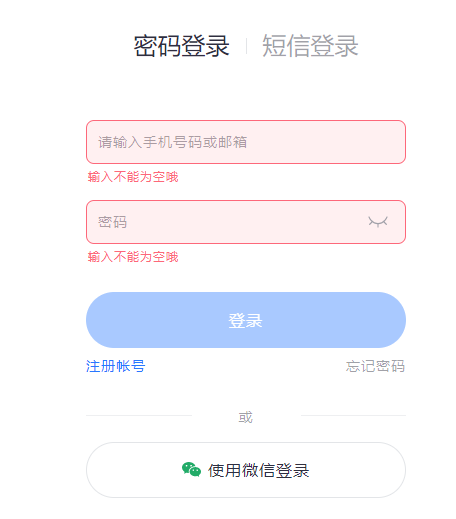 密码登录 短信登录
请输入手机号码或邮箱
输入不能为空哦
密码
输入不能为空哦
登录
注册帐号 忘记密码
或
使用微信登录